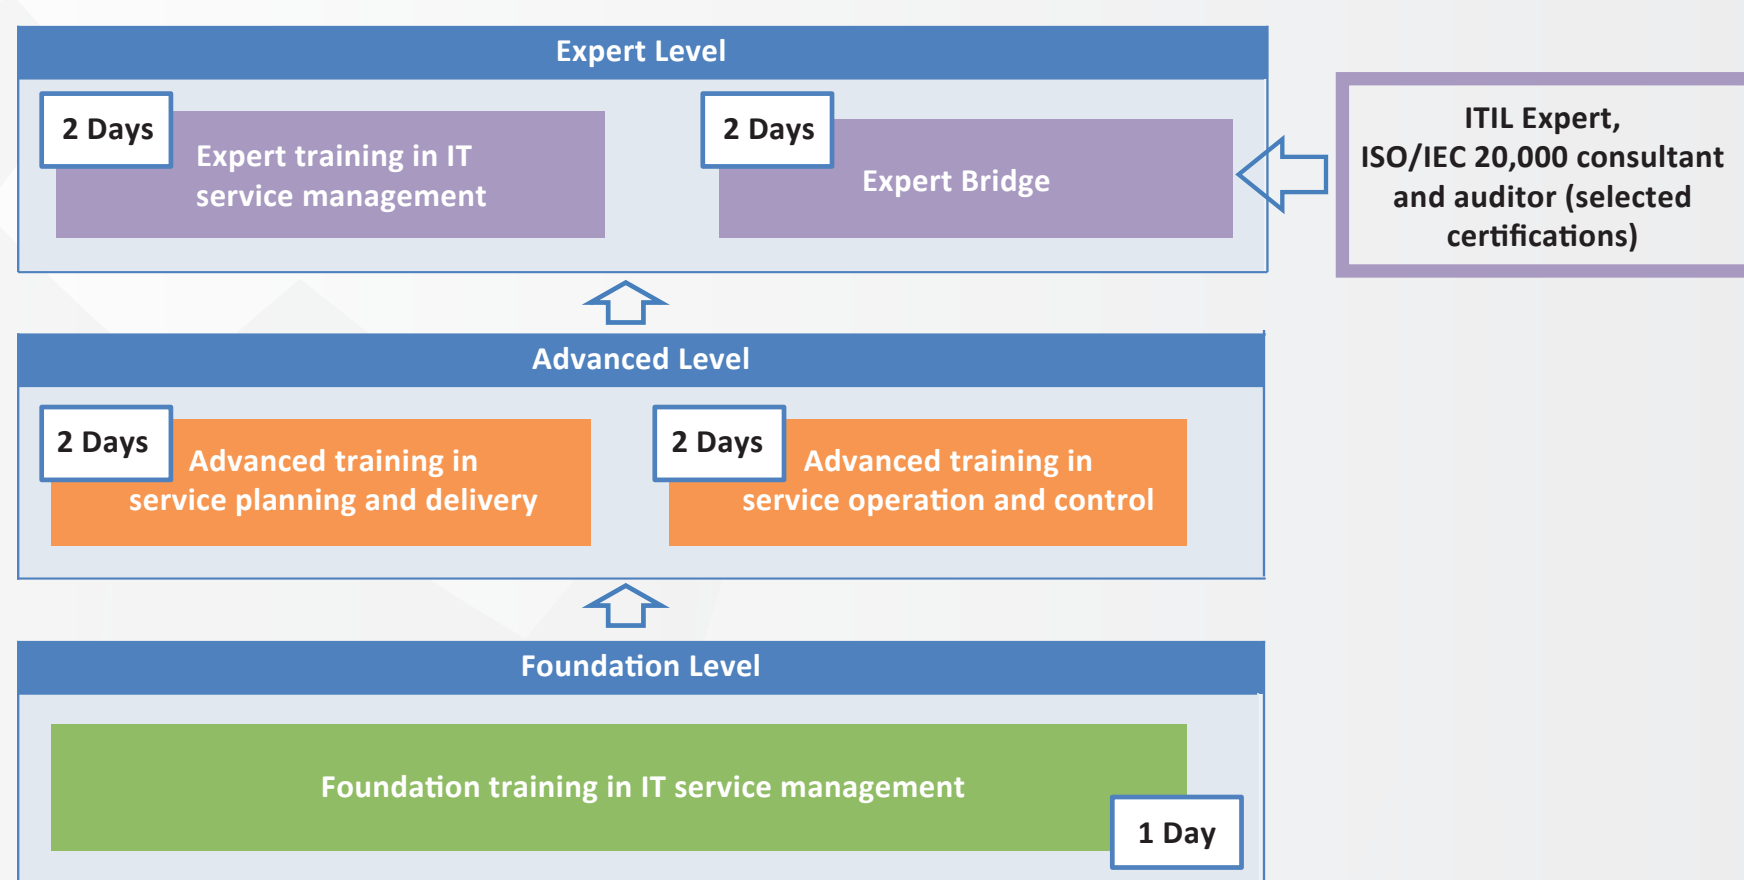 Expert Level
2 Days
Expert training in IT
service management
2 Days
Expert Bridge
ITIL Expert,
ISO/IEC 20,000 consultant
and auditor (selected
certifications)
Advanced Level
2 Days
Advanced training in
service planning and delivery
2 Days
Advanced training in
service operation and control
Foundation Level
Foundation training in IT service management
1 Day